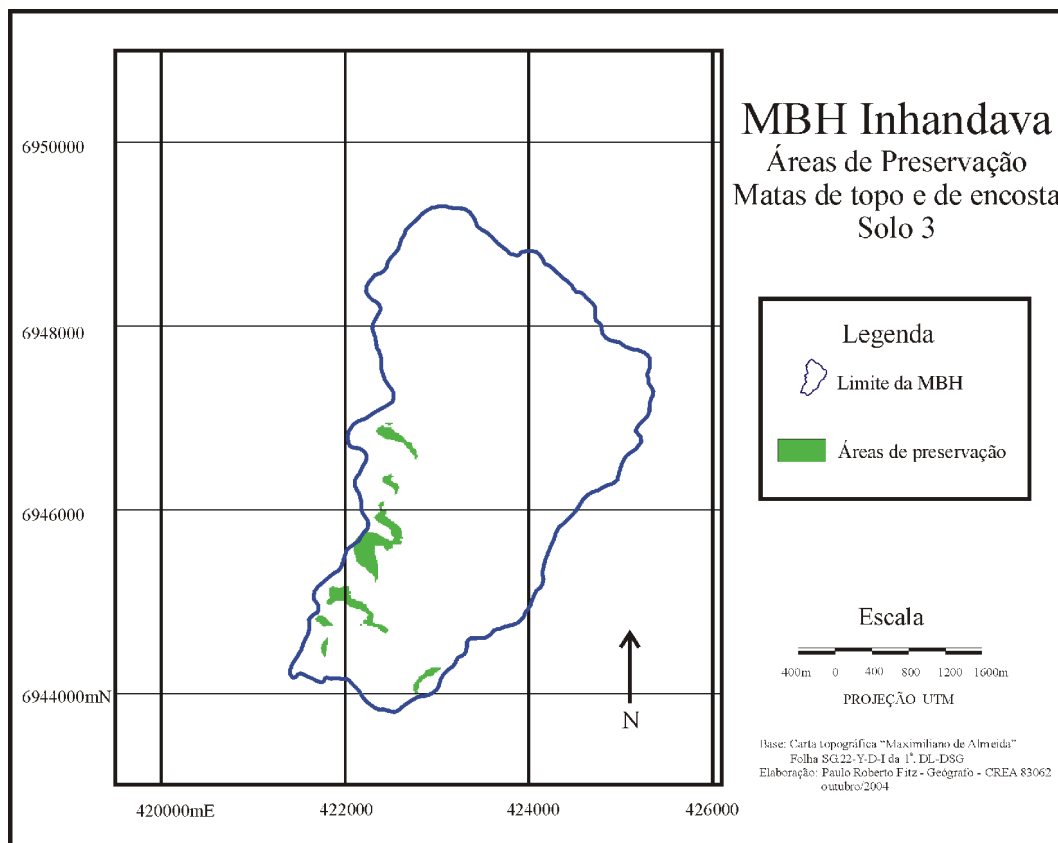 MBH Inhandava
Áreas de Preservação
Matas de topo e de encosta
Solo 3
6950000
6948000
6946000
6944000mN
420000mE
422000
424000
426000
N
Legenda
Limite da MBH
Áreas de preservação
Escala
400m 0 400 800 1200 1600m
PROJEÇÃO UTM
Base: Carta topográfica "Maximiliano de Almeida"
Folha SG.22-Y-D-I da 1ª. DL-DSG
Elaboração: Paulo Roberto Fitz - Geógrafo - CREA 83062
outubro/2004